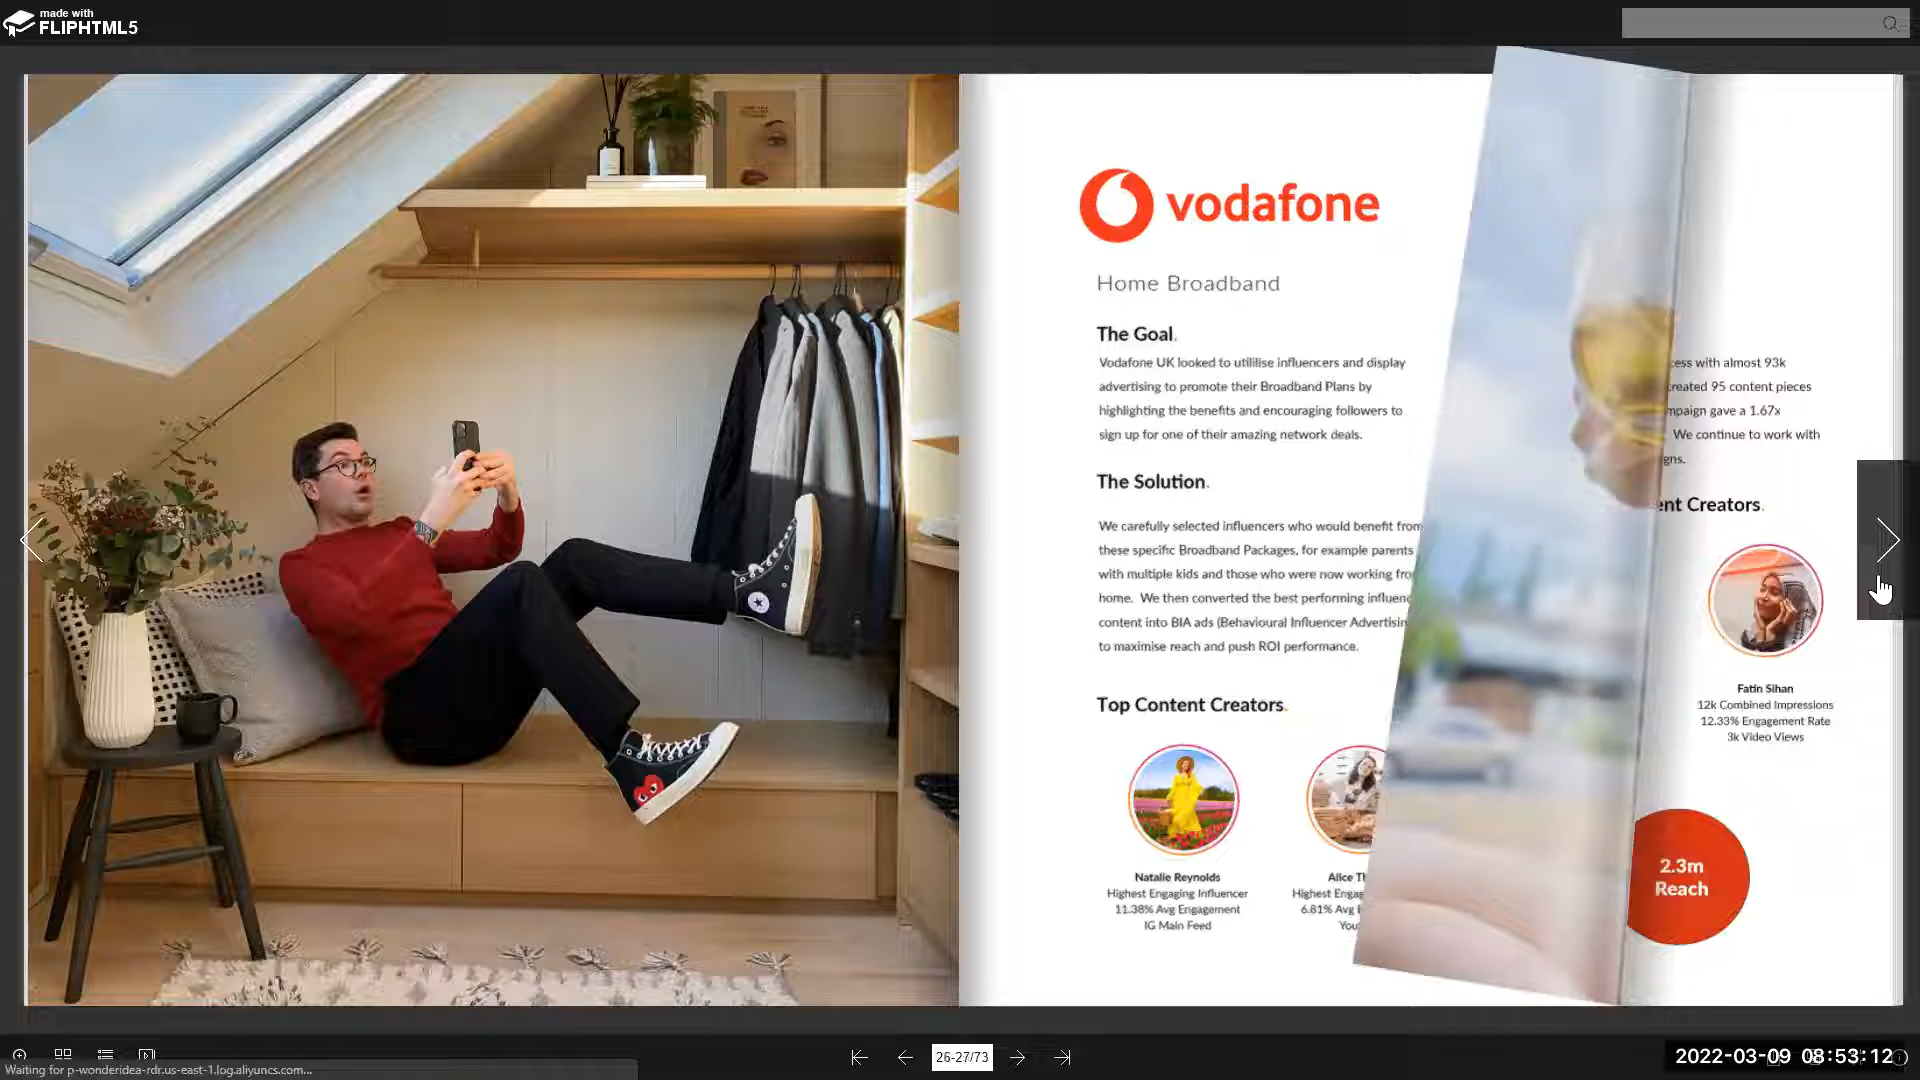 made with
FLIPHTML5
vodafone
Home Broadband
The Goal.
Vodafone UK looked to utililise influencers and display
advertising to promote their Broadband Plans by
highlighting the benefits and encouraging followers to
sign up for one of their amazing network deals.
The Solution.
We carefully selected influencers who would benefit from
these specific Broadband Packages, for example parents
with multiple kids and those who were now working
home. We then converted the best performing
content into BIA ads (Behavioural Influencer
to maximise reach and push ROI performance.
Top Content Creators.
Natalie Reynolds
Highest Engaging Influencer
11.38% Avg Engagement
IG Main Feed
Alice
Highest
6.81% Avg
with almost 93k
created 95 content pieces
gave a 1.67x
. We continue to work with
Creators.
Fatin Sihan
12k Combined Impressions
12.33% Engagement Rate
3k Video Views
2.3m
Reach
26-27/73
2022-03-09 08:53:12
Waiting for p-wonderidea-rdr.us-east-1.log.aliyuncs.com...